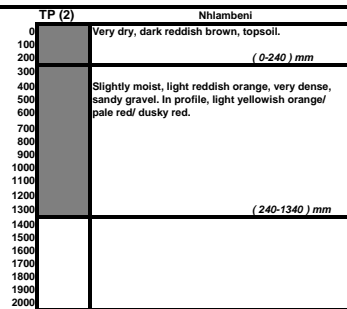 TP (2) Nhlambeni
0 Very dry, dark reddish brown, topsoil.
100
200 ( 0-240 ) mm
300
400 Slightly moist, light reddish orange, very dense,
500 sandy gravel. In profile, light yellowish orange/
600 pale red/ dusky red.
700
800
900
1000
1100
1200
1300 ( 240-1340 ) mm
1400
1500
1600
1700
1800
1900
2000